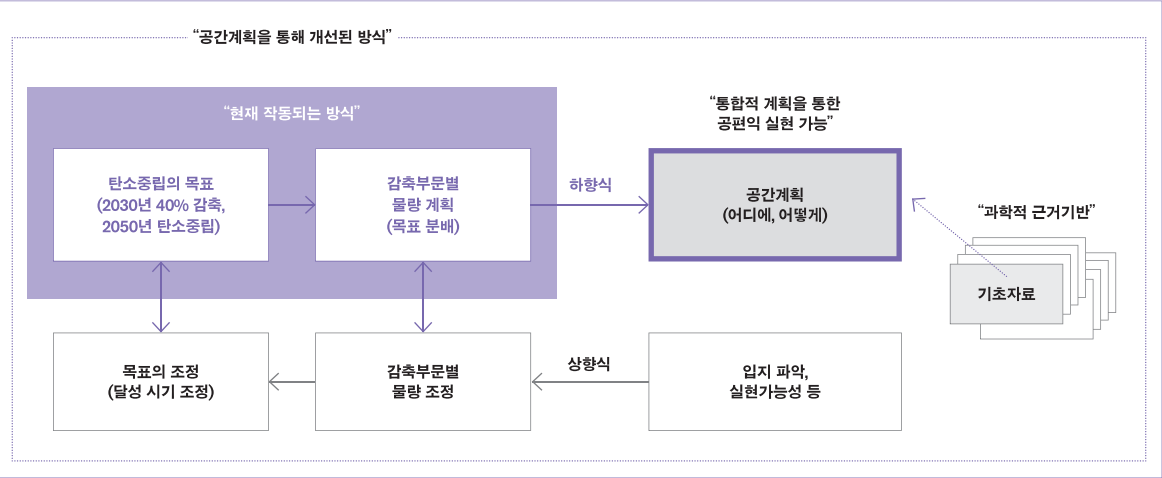 “공간계획을 통해 개선된 방식”
“현재 작동되는 방식”
탄소중립의 목표
(2030년 40% 감축,
2050년 탄소중립)
감축부문별
물량 계획
(목표 분배)
하향식
“통합적 계획을 통한
공편익 실현 가능”
공간계획
(어디에, 어떻게)
“과학적 근거기반”
기초자료
목표의 조정
(달성 시기 조정)
감축부문별
물량 조정
상향식
입지 파악,
실현가능성 등